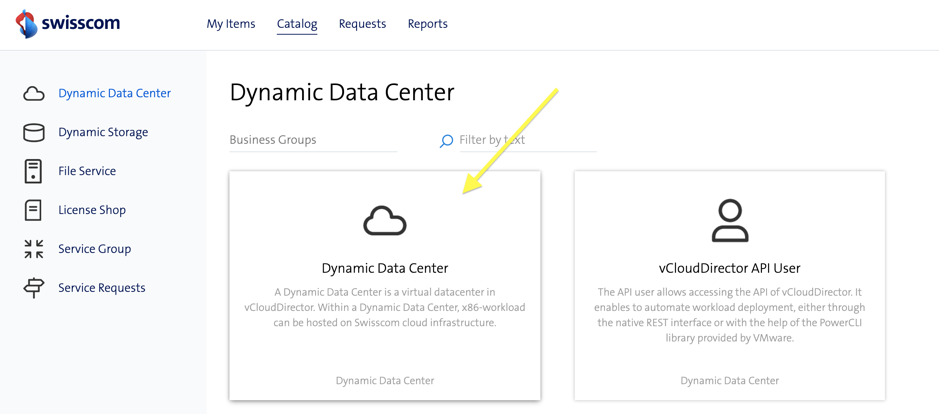 swisscom
My Items
Catalog
Requests
Reports
Dynamic Data Center
Dynamic Storage
File Service
License Shop
Service Group
Service Requests
Dynamic Data Center
Business Groups
Filter by text
Dynamic Data Center
A Dynamic Data Center is a virtual datacenter in
vCloudDirector. Within a Dynamic Data Center, x86-workload
can be hosted on Swisscom cloud infrastructure.
Dynamic Data Center
vCloudDirector API User
The API user allows accessing the API of vCloudDirector. It
enables to automate workload deployment, either through
the native REST interface or with the help of the PowerCLI
library provided by VMware.
Dynamic Data Center